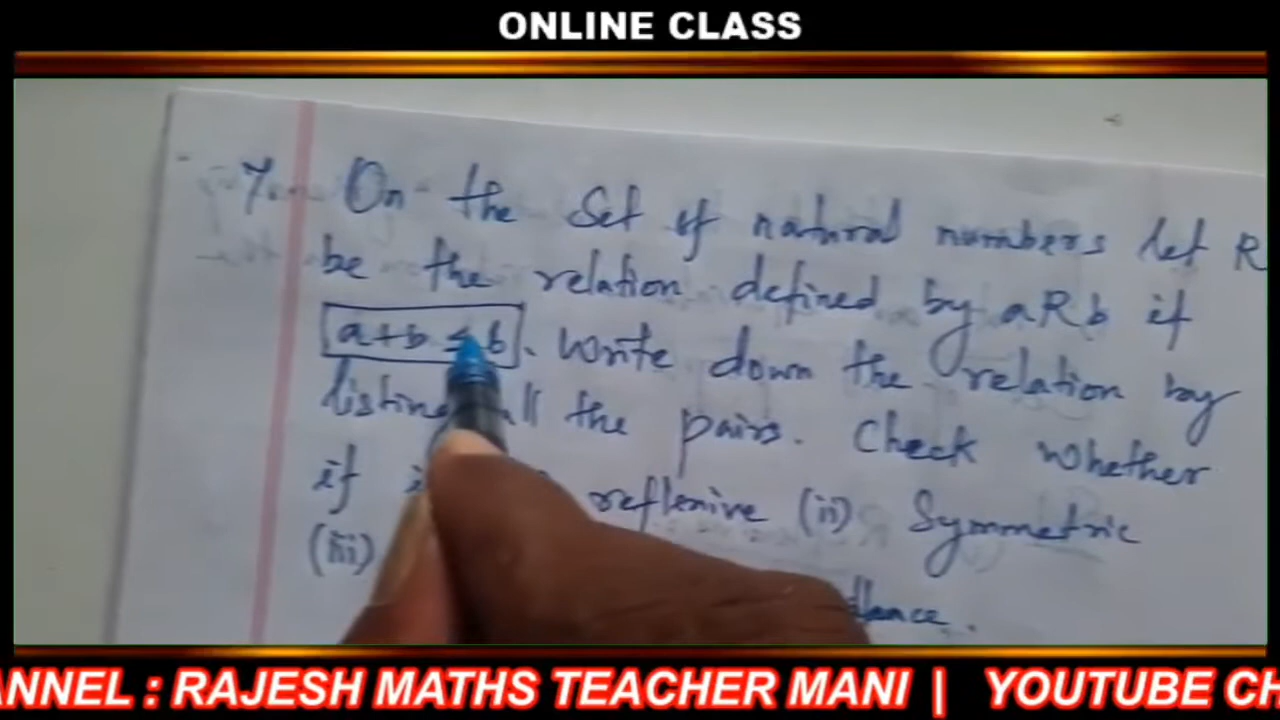 ONLINE CLASS
7. On the Set of natural numbers let R
be the relation defined by aRb if
a+b ≤ 6. Write down the relation by
listing all the pairs. Check whether
if reflexive (ii) Symmetric
(iii)
ANNEL : RAJESH MATHS TEACHER MANI | YOUTUBE CH